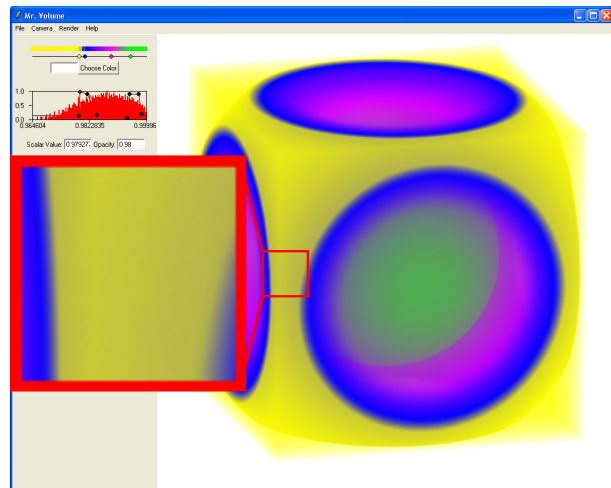 Mr. Volume
File Camera Render Help
Choose Color
1.0
0.5
0.0
0.964604 0.9822835 0.99996
Scalar Value: 0.979277 Opacity: 0.98